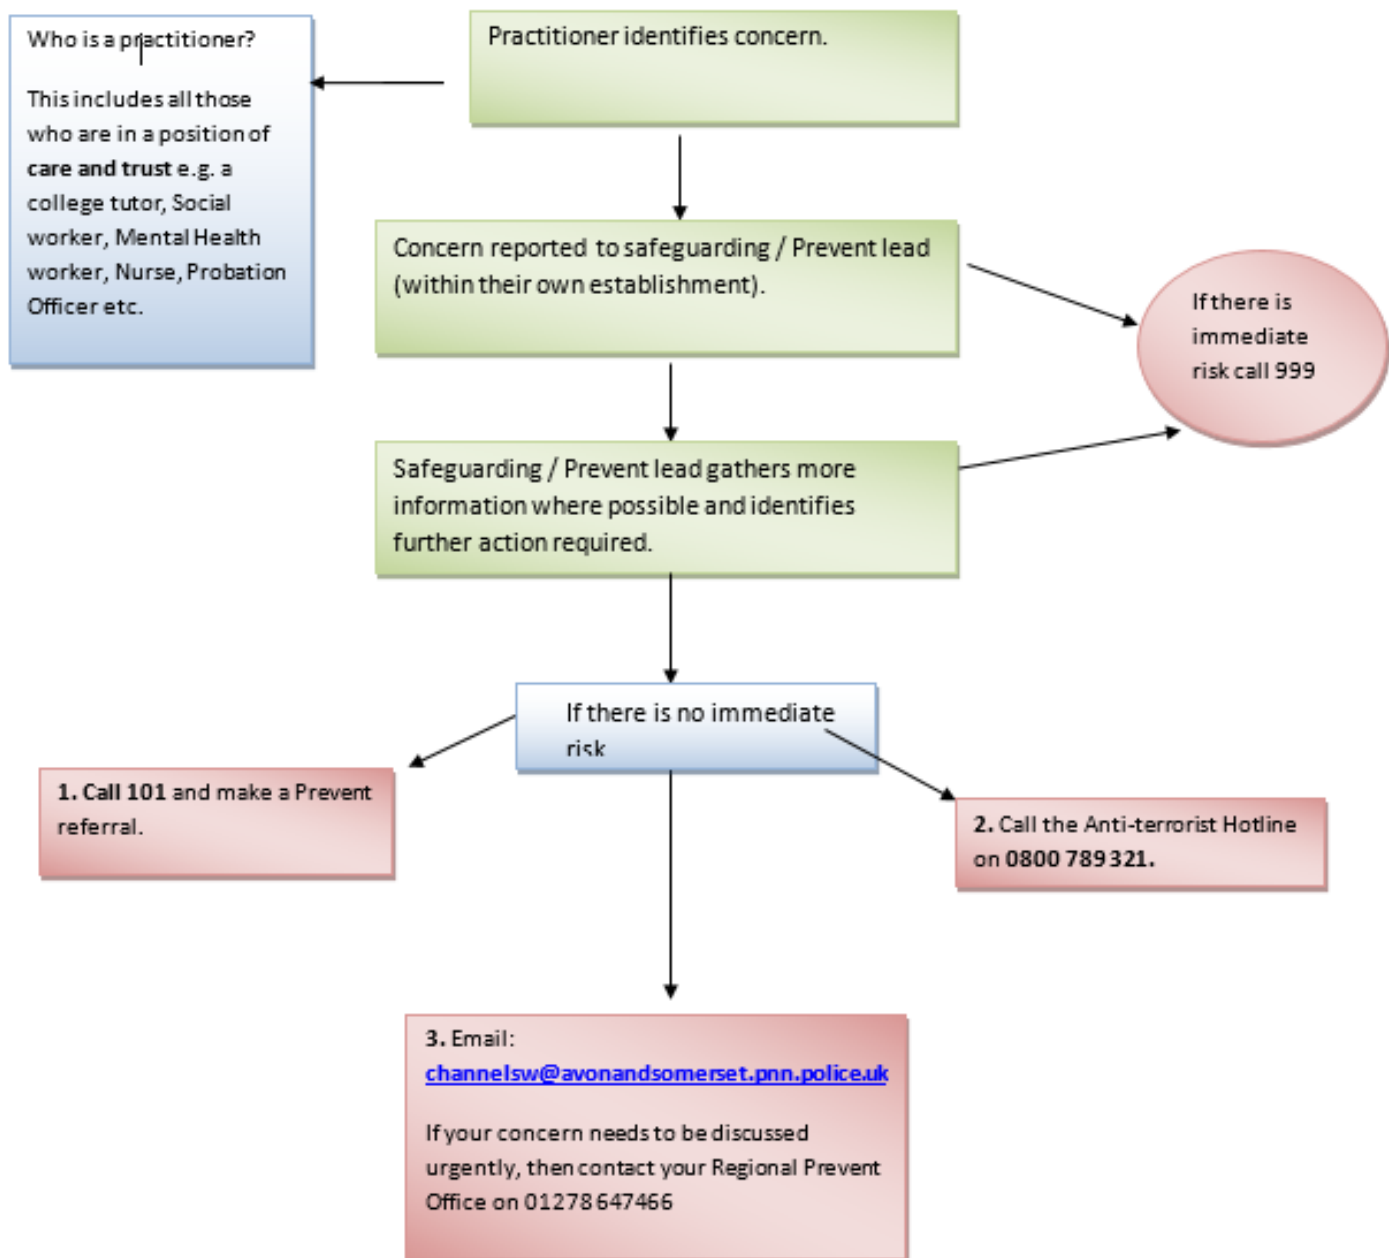 Who is a practitioner?
This includes all those
who are in a position of
care and trust e.g. a
college tutor, Social
worker, Mental Health
worker, Nurse, Probation
Officer etc.
Practitioner identifies concern.
Concern reported to safeguarding / Prevent lead
(within their own establishment).
If there is
immediate
risk call 999
Safeguarding / Prevent lead gathers more
information where possible and identifies
further action required.
If there is no immediate
risk
1. Call 101 and make a Prevent
referral.
2. Call the Anti-terrorist Hotline
on 0800 789 321.
3. Email:
channelsw@avonandsomerset.pnn.police.uk
If your concern needs to be discussed
urgently, then contact your Regional Prevent
Office on 01278 647466